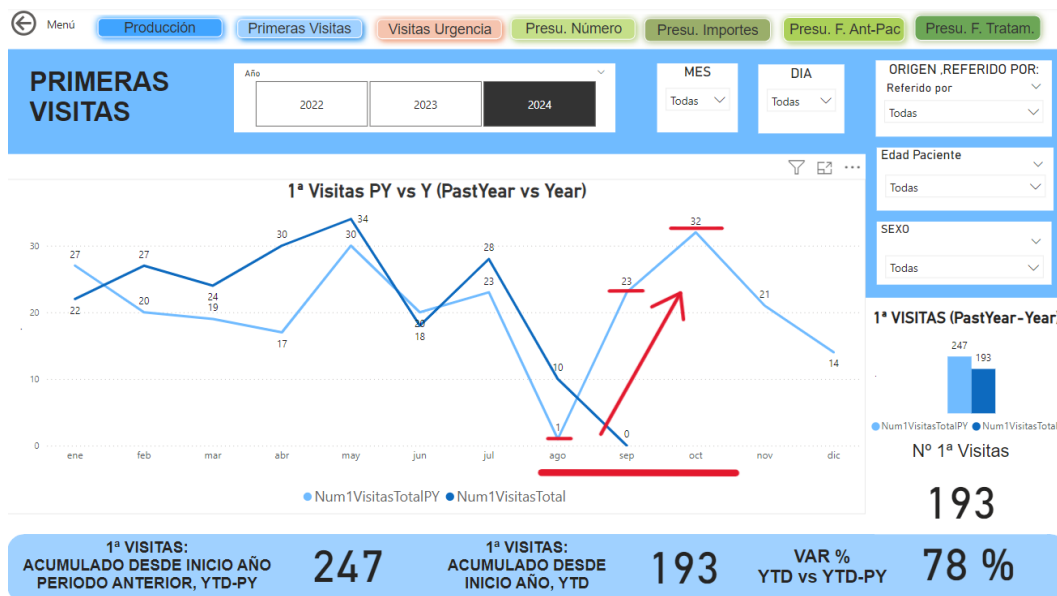 Menú
Producción
Primeras Visitas
Visitas Urgencia
Presu. Número
Presu. Importes
Presu. F. Ant-Pac
Presu. F. Tratam.
PRIMERAS
VISITAS
Año
2022
2023
2024
MES
Todas
DIA
Todas
ORIGEN ,REFERIDO POR:
Referido por
Todas
Edad Paciente
Todas
SEXO
Todas
1ª Visitas PY vs Y (PastYear vs Year)
30
20
10
0
27
22
27
20
24
19
30
17
34
30
20
18
28
23
10
1
23
0
32
21
14
ene
feb
mar
abr
may
jun
jul
ago
sep
oct
nov
dic
Num1VisitasTotalPY
Num1VisitasTotal
1ª VISITAS (PastYear-Year)
247
193
Num1VisitasTotalPY
Num1VisitasTotal
Nº 1ª Visitas
193
1ª VISITAS:
ACUMULADO DESDE INICIO AÑO
PERIODO ANTERIOR, YTD-PY
247
1ª VISITAS:
ACUMULADO DESDE
INICIO AÑO, YTD
193
VAR %
YTD vs YTD-PY
78 %